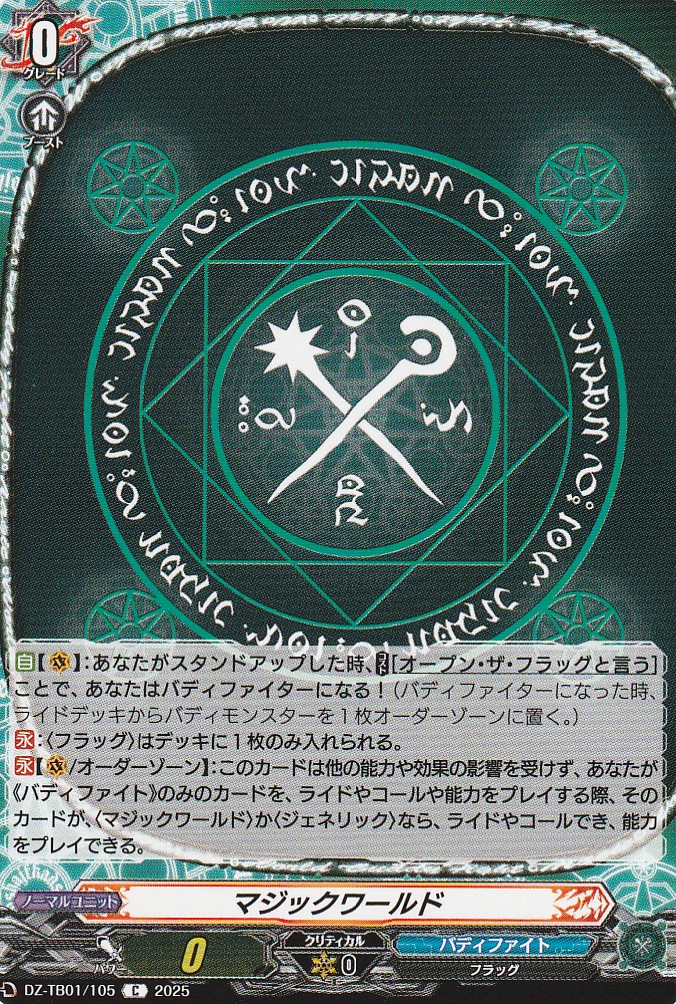 0
グレード
ブースト
自【 】：あなたがスタンドアップした時、コスト[オープン・ザ・フラッグと言う]
ことで、あなたはバディファイターになる！（バディファイターになった時、
ライドデッキからバディモンスターを１枚オーダーゾーンに置く。）
永：〈フラッグ〉はデッキに１枚のみ入れられる。
永【 /オーダーゾーン】：このカードは他の能力や効果の影響を受けず、あなたが
《バディファイト》のみのカードを、ライドやコールや能力をプレイする際、その
カードが、〈マジックワールド〉か〈ジェネリック〉なら、ライドやコールでき、能力
をプレイできる。
ノーマルユニット
マジックワールド
パワー
0
クリティカル
0
バディファイト
フラッグ
D DZ-TB01/105 C 2025